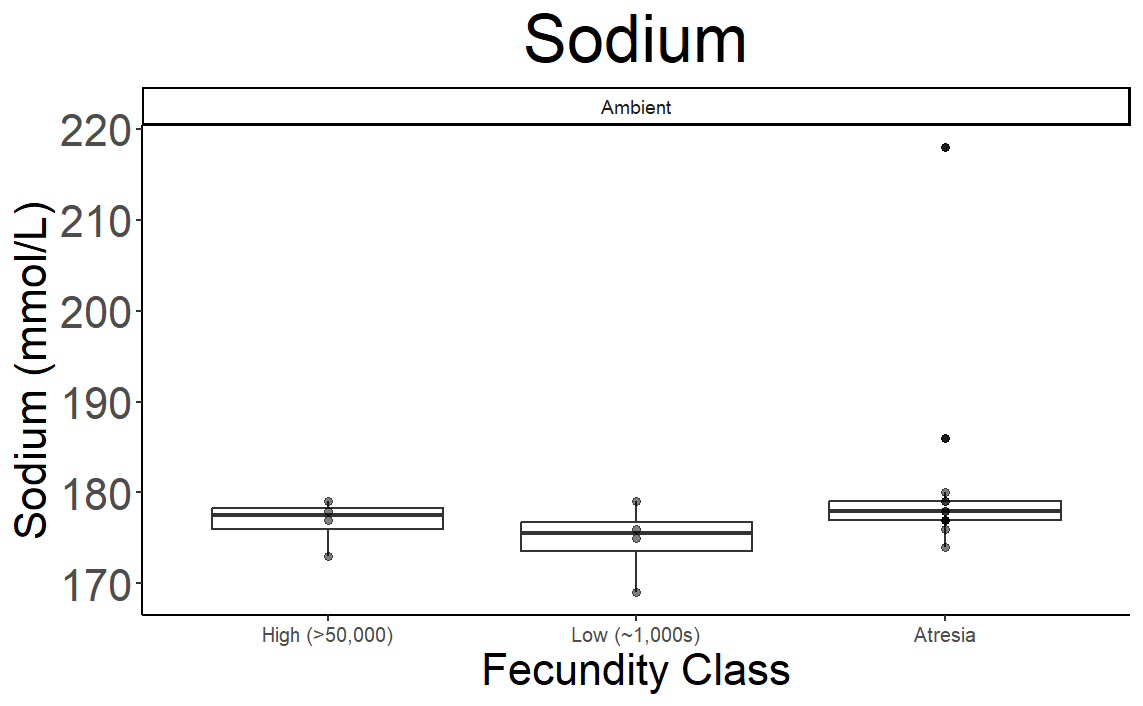 Sodium
Ambient
Sodium (mmol/L)
220
210
200
190
180
170
High (>50,000)
Low (~1,000s)
Atresia
Fecundity Class